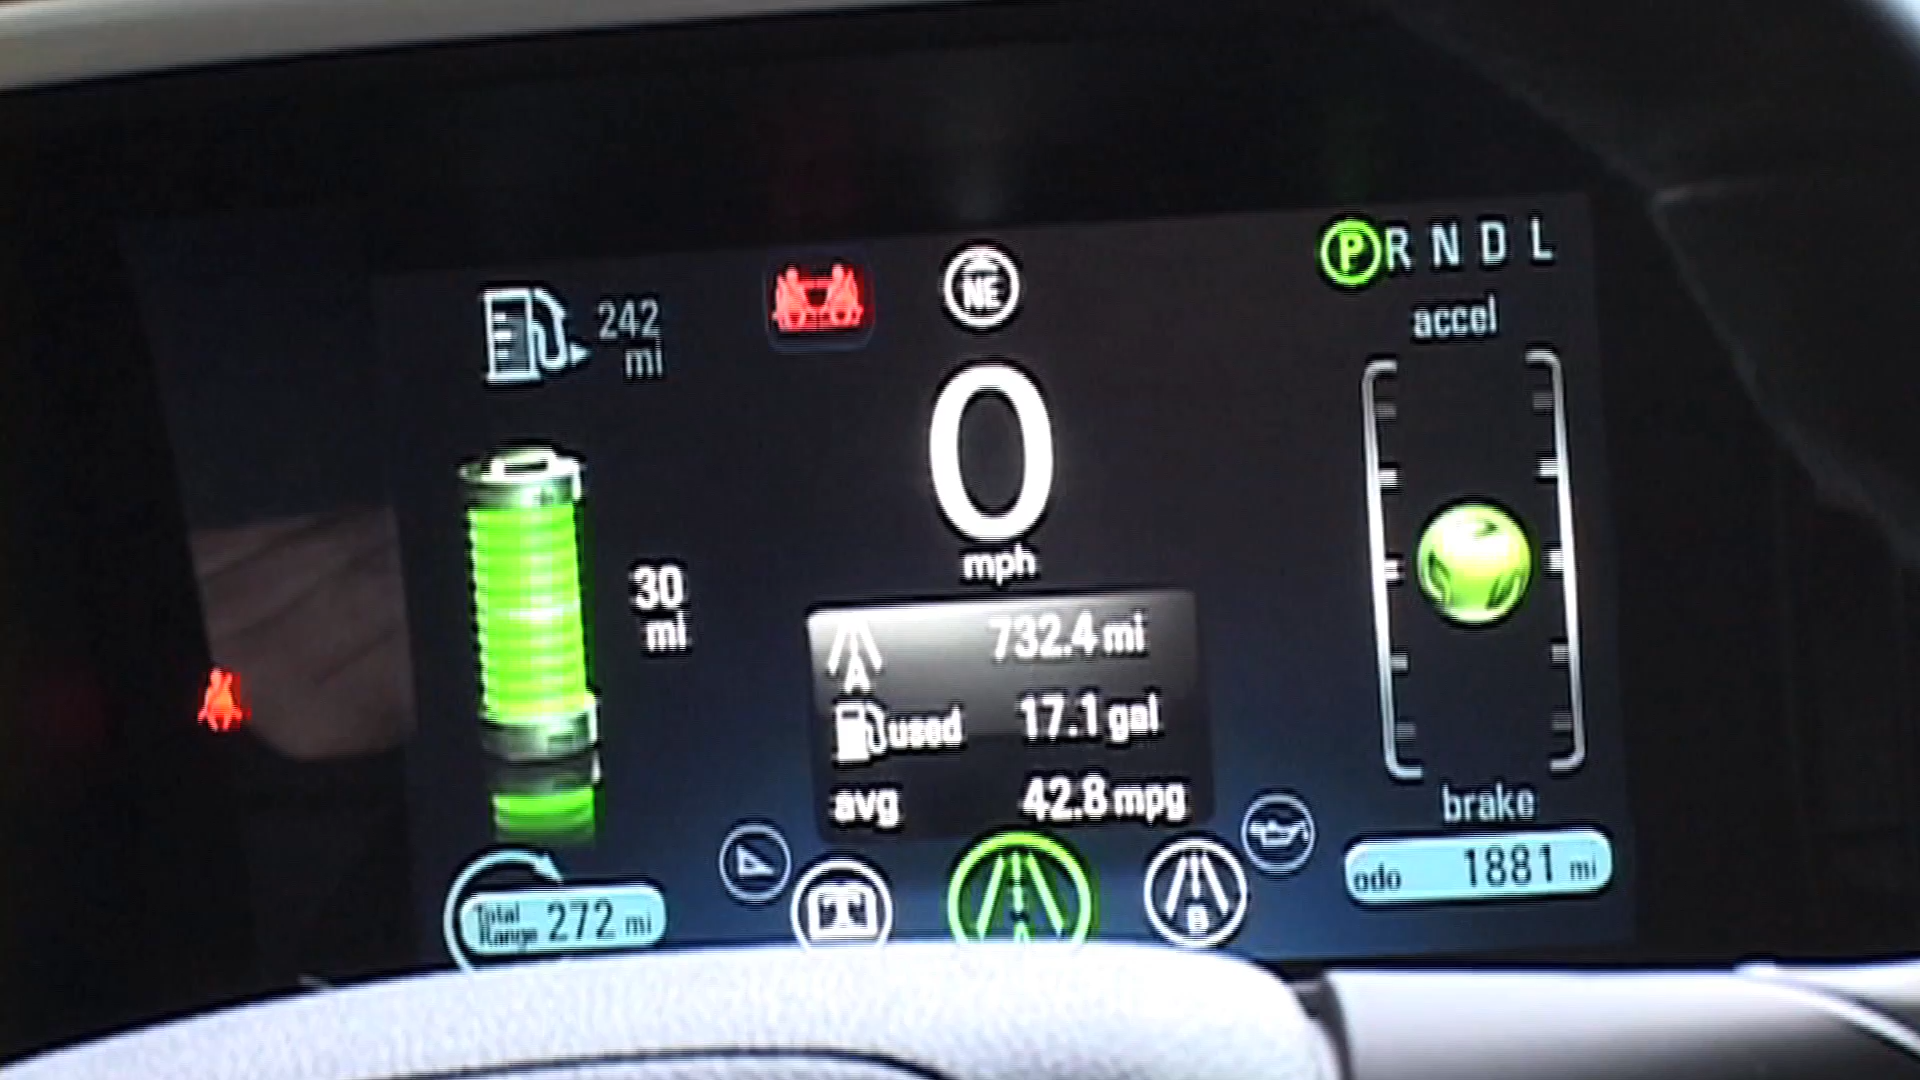 P R N D L
NE
242
mi
accel
0
mph
30
mi
A 732.4 mi
used 17.1 gal
avg 42.8 mpg
brake
odo 1881 mi
Total
Range 272 mi
A
B